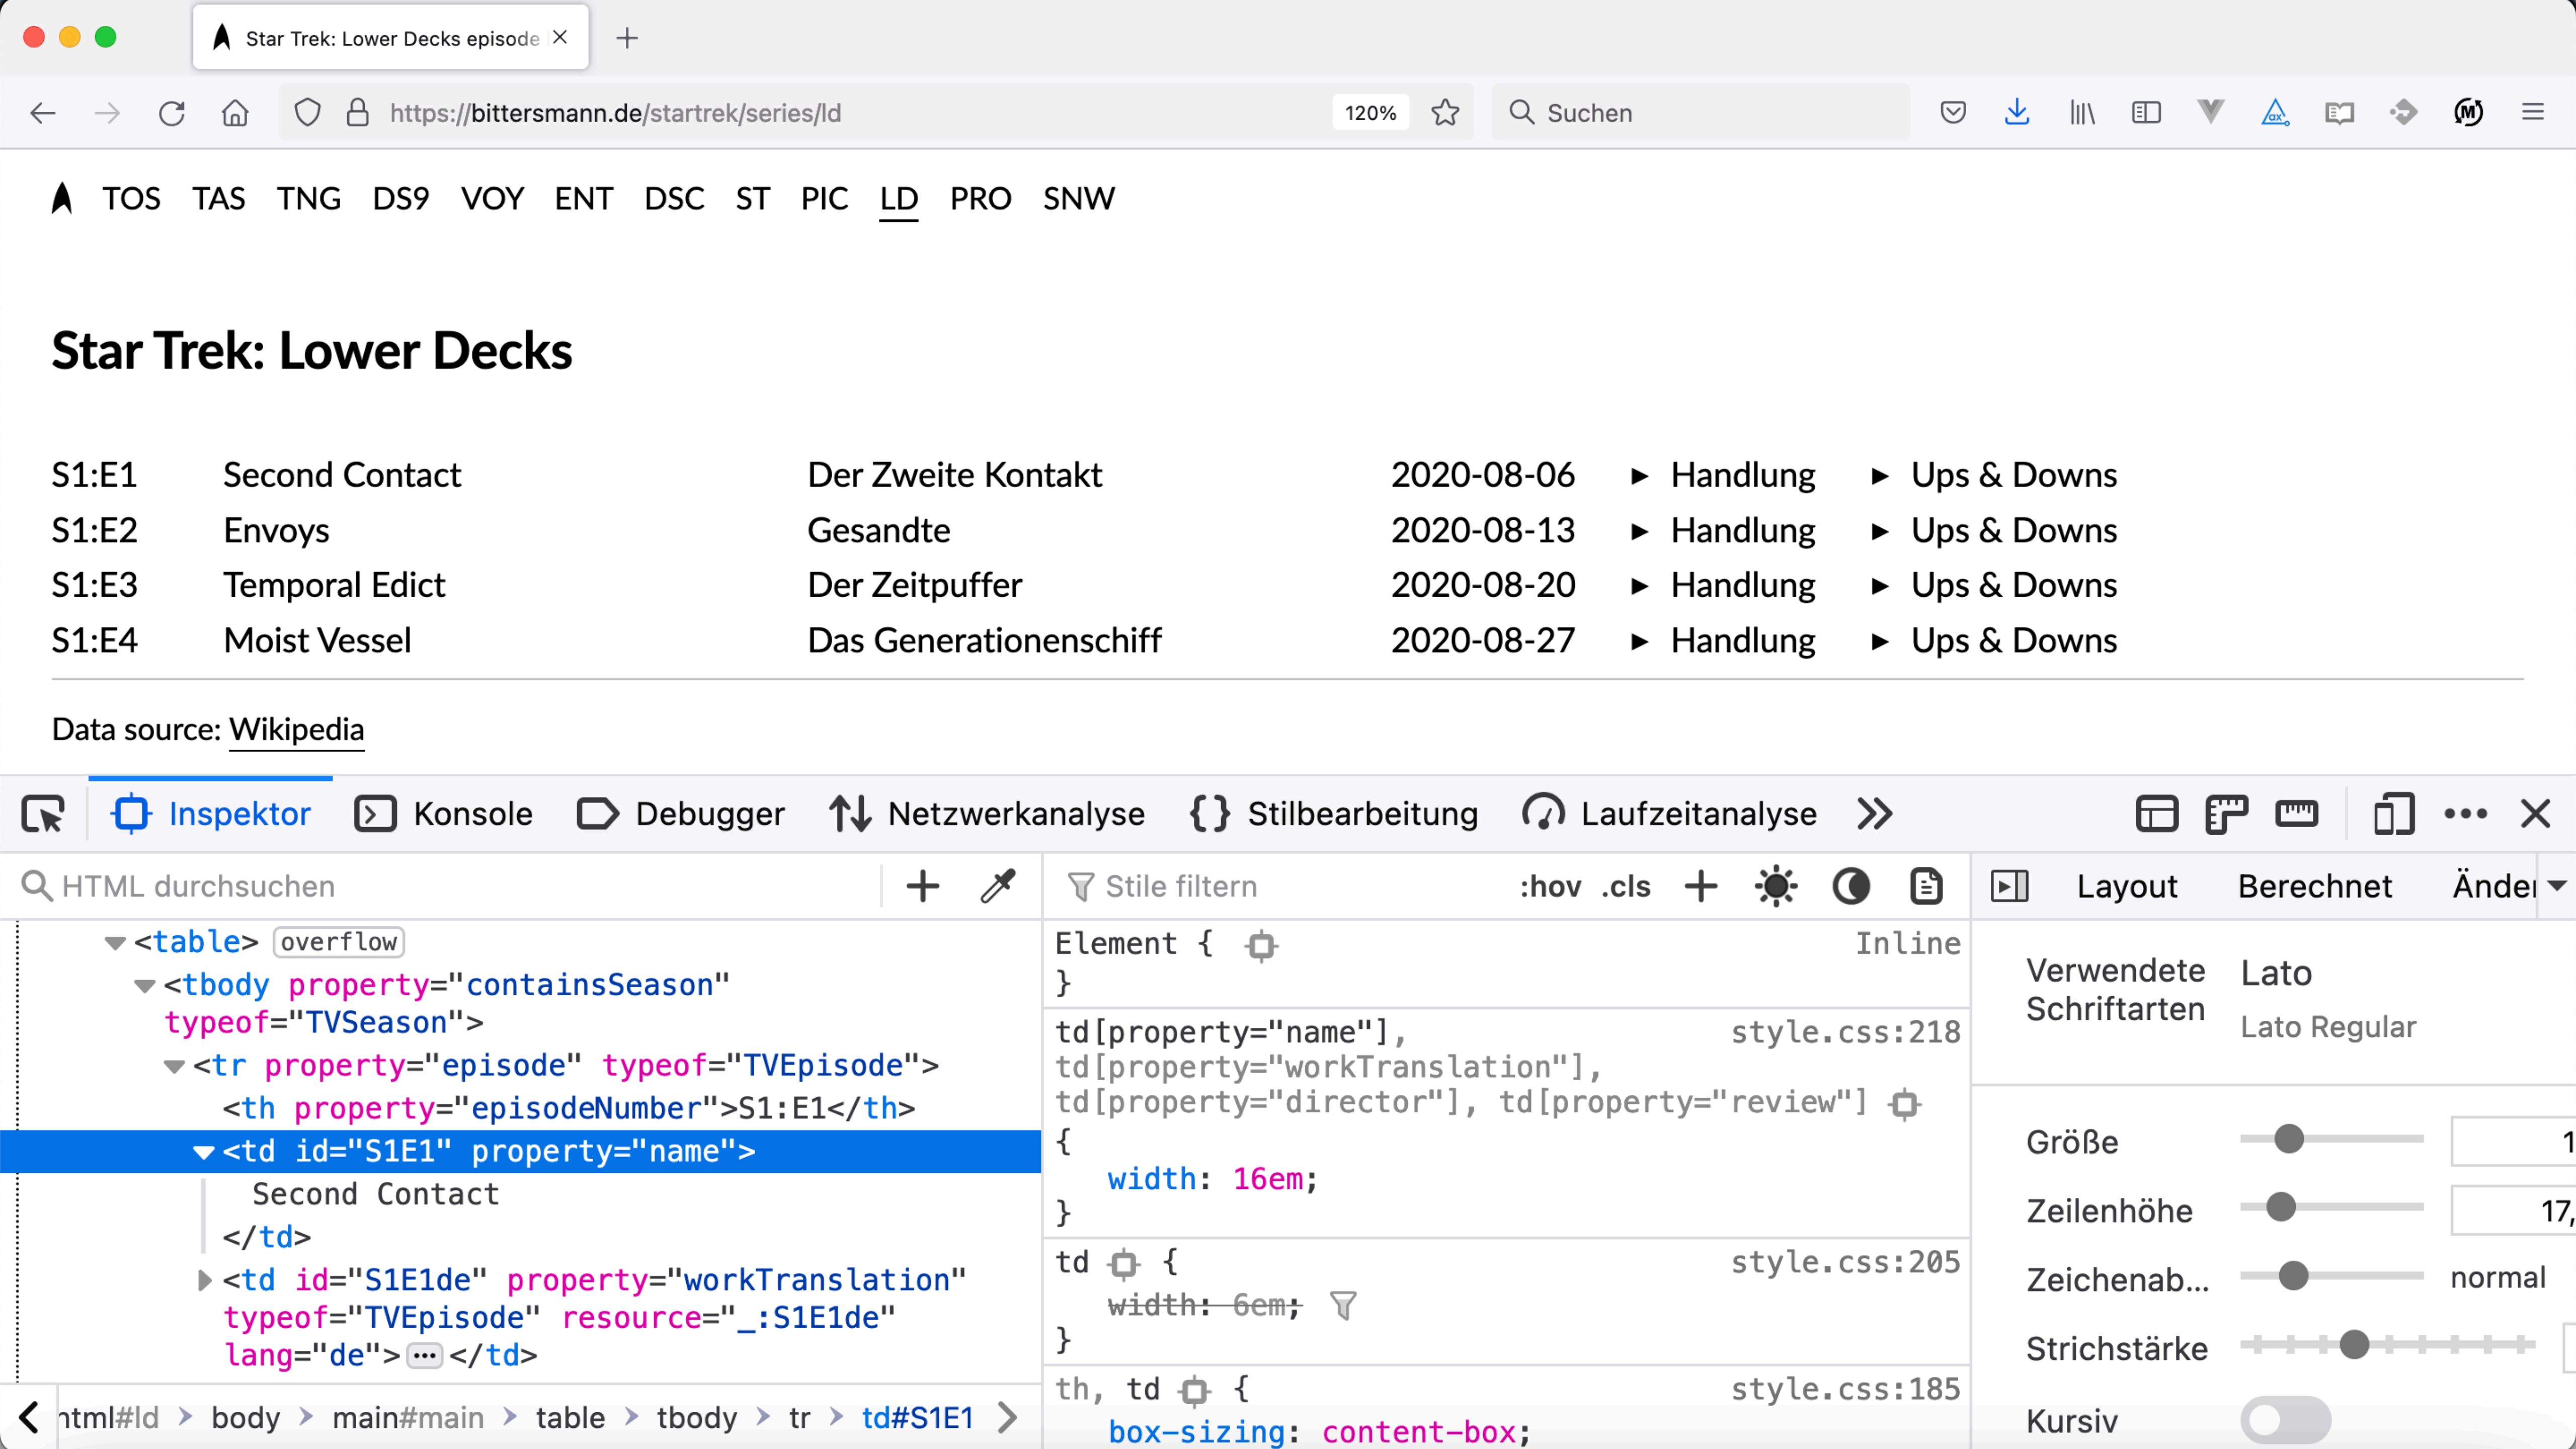 Star Trek: Lower Decks episode
https://bittersmann.de/startrek/series/ld
120%
Suchen
TOS TAS TNG DS9 VOY ENT DSC ST PIC LD PRO SNW
Star Trek: Lower Decks
S1:E1 Second Contact Der Zweite Kontakt 2020-08-06 ▸ Handlung ▸ Ups & Downs
S1:E2 Envoys Gesandte 2020-08-13 ▸ Handlung ▸ Ups & Downs
S1:E3 Temporal Edict Der Zeitpuffer 2020-08-20 ▸ Handlung ▸ Ups & Downs
S1:E4 Moist Vessel Das Generationenschiff 2020-08-27 ▸ Handlung ▸ Ups & Downs
Data source: Wikipedia
Inspektor Konsole Debugger Netzwerkanalyse Stilbearbeitung Laufzeitanalyse
HTML durchsuchen
<table> overflow
<tbody property="containsSeason"
typeof="TVSeason">
<tr property="episode" typeof="TVEpisode">
<th property="episodeNumber">S1:E1</th>
<td id="S1E1" property="name">
Second Contact
</td>
<td id="S1E1de" property="workTranslation"
typeof="TVEpisode" resource="_:S1E1de"
lang="de">…</td>
html#ld body main#main table tbody tr td#S1E1
Stile filtern :hov .cls
Element { Inline
}
td[property="name"], style.css:218
td[property="workTranslation"],
td[property="director"], td[property="review"]
{
width: 16em;
}
td { style.css:205
width: 6em;
}
th, td { style.css:185
box-sizing: content-box;
Layout Berechnet Änder
Verwendete Schriftarten
Lato
Lato Regular
Größe 1
Zeilenhöhe 17,
Zeichenab... normal
Strichstärke
Kursiv